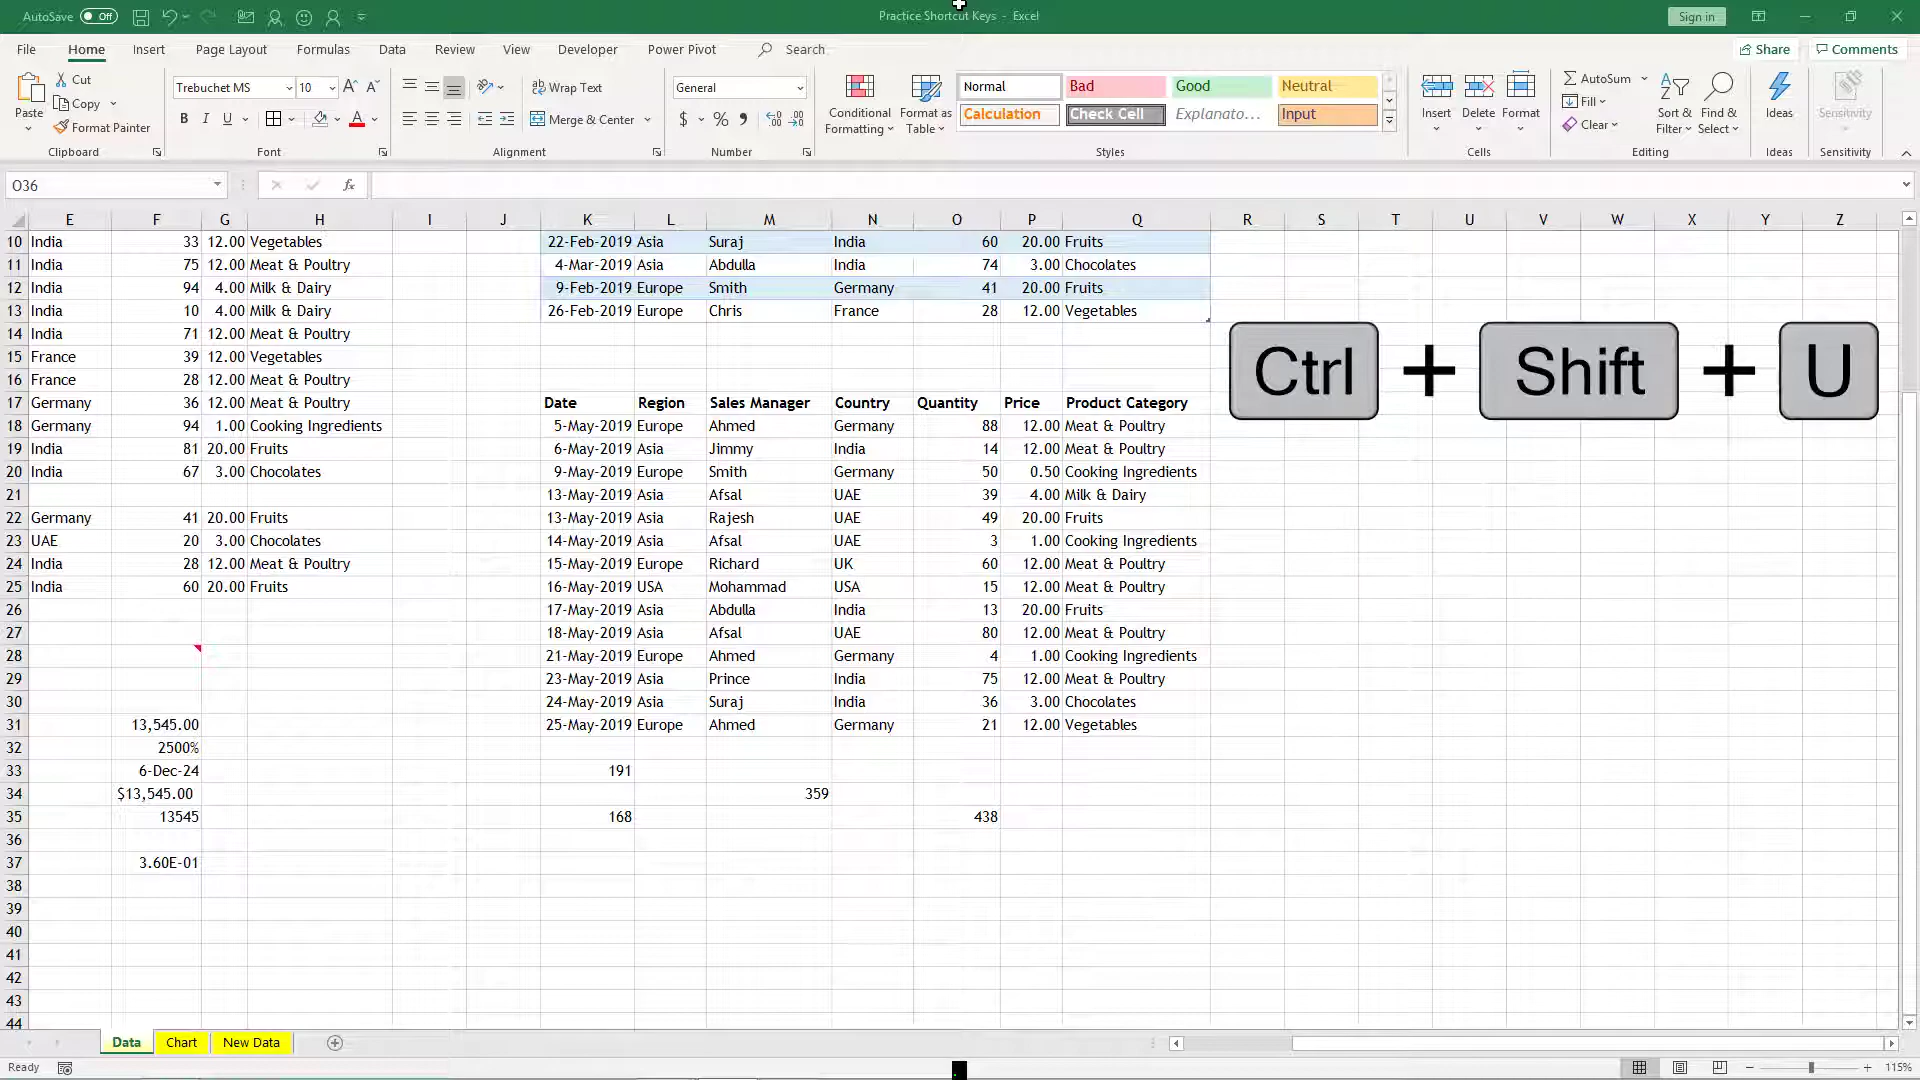 AutoSave Off Practice Shortcut Keys - Excel Sign in
File Home Insert Page Layout Formulas Data Review View Developer Power Pivot Search Share Comments
Paste Cut Copy Format Painter Clipboard
Trebuchet MS 10 A A B I U A Font
Wrap Text Merge & Center Alignment
General $ % Number
Conditional Formatting Format as Table
Normal Bad Good Neutral
Calculation Check Cell Explanato... Input
Styles
Insert Delete Format Cells
AutoSum Fill Clear Sort & Filter Find & Select Editing
Ideas Ideas Sensitivity Sensitivity
O36 fx
E F G H I J K L M N O P Q R S T U V W X Y Z
10 India 33 12.00 Vegetables 22-Feb-2019 Asia Suraj India 60 20.00 Fruits
11 India 75 12.00 Meat & Poultry 4-Mar-2019 Asia Abdulla India 74 3.00 Chocolates
12 India 94 4.00 Milk & Dairy 9-Feb-2019 Europe Smith Germany 41 20.00 Fruits
13 India 10 4.00 Milk & Dairy 26-Feb-2019 Europe Chris France 28 12.00 Vegetables
14 India 71 12.00 Meat & Poultry
15 France 39 12.00 Vegetables
16 France 28 12.00 Meat & Poultry
Ctrl + Shift + U
17 Germany 36 12.00 Meat & Poultry Date Region Sales Manager Country Quantity Price Product Category
18 Germany 94 1.00 Cooking Ingredients 5-May-2019 Europe Ahmed Germany 88 12.00 Meat & Poultry
19 India 81 20.00 Fruits 6-May-2019 Asia Jimmy India 14 12.00 Meat & Poultry
20 India 67 3.00 Chocolates 9-May-2019 Europe Smith Germany 50 0.50 Cooking Ingredients
21 13-May-2019 Asia Afsal UAE 39 4.00 Milk & Dairy
22 Germany 41 20.00 Fruits 13-May-2019 Asia Rajesh UAE 49 20.00 Fruits
23 UAE 20 3.00 Chocolates 14-May-2019 Asia Afsal UAE 3 1.00 Cooking Ingredients
24 India 28 12.00 Meat & Poultry 15-May-2019 Europe Richard UK 60 12.00 Meat & Poultry
25 India 60 20.00 Fruits 16-May-2019 USA Mohammad USA 15 12.00 Meat & Poultry
26 17-May-2019 Asia Abdulla India 13 20.00 Fruits
27 18-May-2019 Asia Afsal UAE 80 12.00 Meat & Poultry
28 21-May-2019 Europe Ahmed Germany 4 1.00 Cooking Ingredients
29 23-May-2019 Asia Prince India 75 12.00 Meat & Poultry
30 24-May-2019 Asia Suraj India 36 3.00 Chocolates
31 13,545.00 25-May-2019 Europe Ahmed Germany 21 12.00 Vegetables
32 2500%
33 6-Dec-24 191
34 $13,545.00 359
35 13545 168 438
36
37 3.60E-01
38
39
40
41
42
43
44
Data Chart New Data
Ready 115%